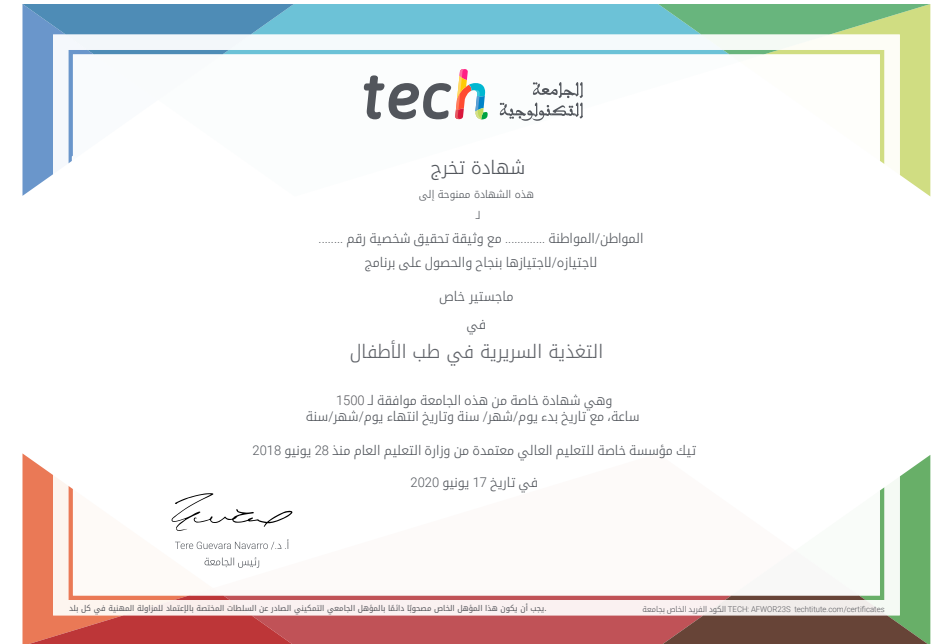 tech الجامعة
التكنولوجية
شهادة تخرج
هذه الشهادة ممنوحة إلى
لـ
المواطن/المواطنة ............ مع وثيقة تحقيق شخصية رقم ........
لاجتيازه/لاجتيازها بنجاح والحصول على برنامج
ماجستير خاص
في
التغذية السريرية في طب الأطفال
وهي شهادة خاصة من هذه الجامعة موافقة لـ 1500
ساعة، مع تاريخ بدء يوم/شهر/ سنة وتاريخ انتهاء يوم/شهر/سنة
تيك مؤسسة خاصة للتعليم العالي معتمدة من وزارة التعليم العام منذ 28 يونيو 2018
في تاريخ 17 يونيو 2020
أ. د./ Tere Guevara Navarro
رئيس الجامعة
يجب أن يكون هذا المؤهل الخاص مصحوبًا دائمًا بالمؤهل الجامعي التمكيني الصادر عن السلطات المختصة بالإعتماد للمزاولة المهنية في كل بلد.
الكود الفريد الخاص بجامعة TECH: AFWOR23S techtitute.com/certificates